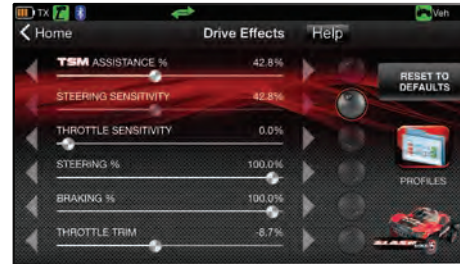 TX Veh
Home Drive Effects Help
TSM ASSISTANCE % 42.8%
STEERING SENSITIVITY 42.8%
THROTTLE SENSITIVITY 0.0%
STEERING % 100.0%
BRAKING % 100.0%
THROTTLE TRIM -8.7%
RESET TO
DEFAULTS
PROFILES
SLASH